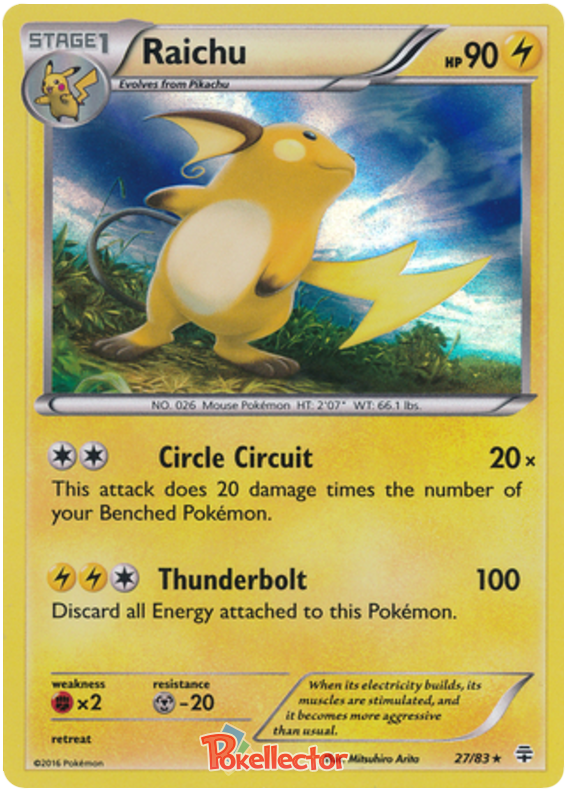 STAGE1
Raichu
HP90
Evolves from Pikachu
NO. 026 Mouse Pokémon HT: 2'07" WT: 66.1 lbs.
Circle Circuit 20×
This attack does 20 damage times the number of
your Benched Pokémon.
Thunderbolt 100
Discard all Energy attached to this Pokémon.
weakness
×2
resistance
-20
retreat
When its electricity builds, its
muscles are stimulated, and
it becomes more aggressive
than usual.
©2016 Pokémon
Pokellector
Mitsuhiro Arita
27/83★